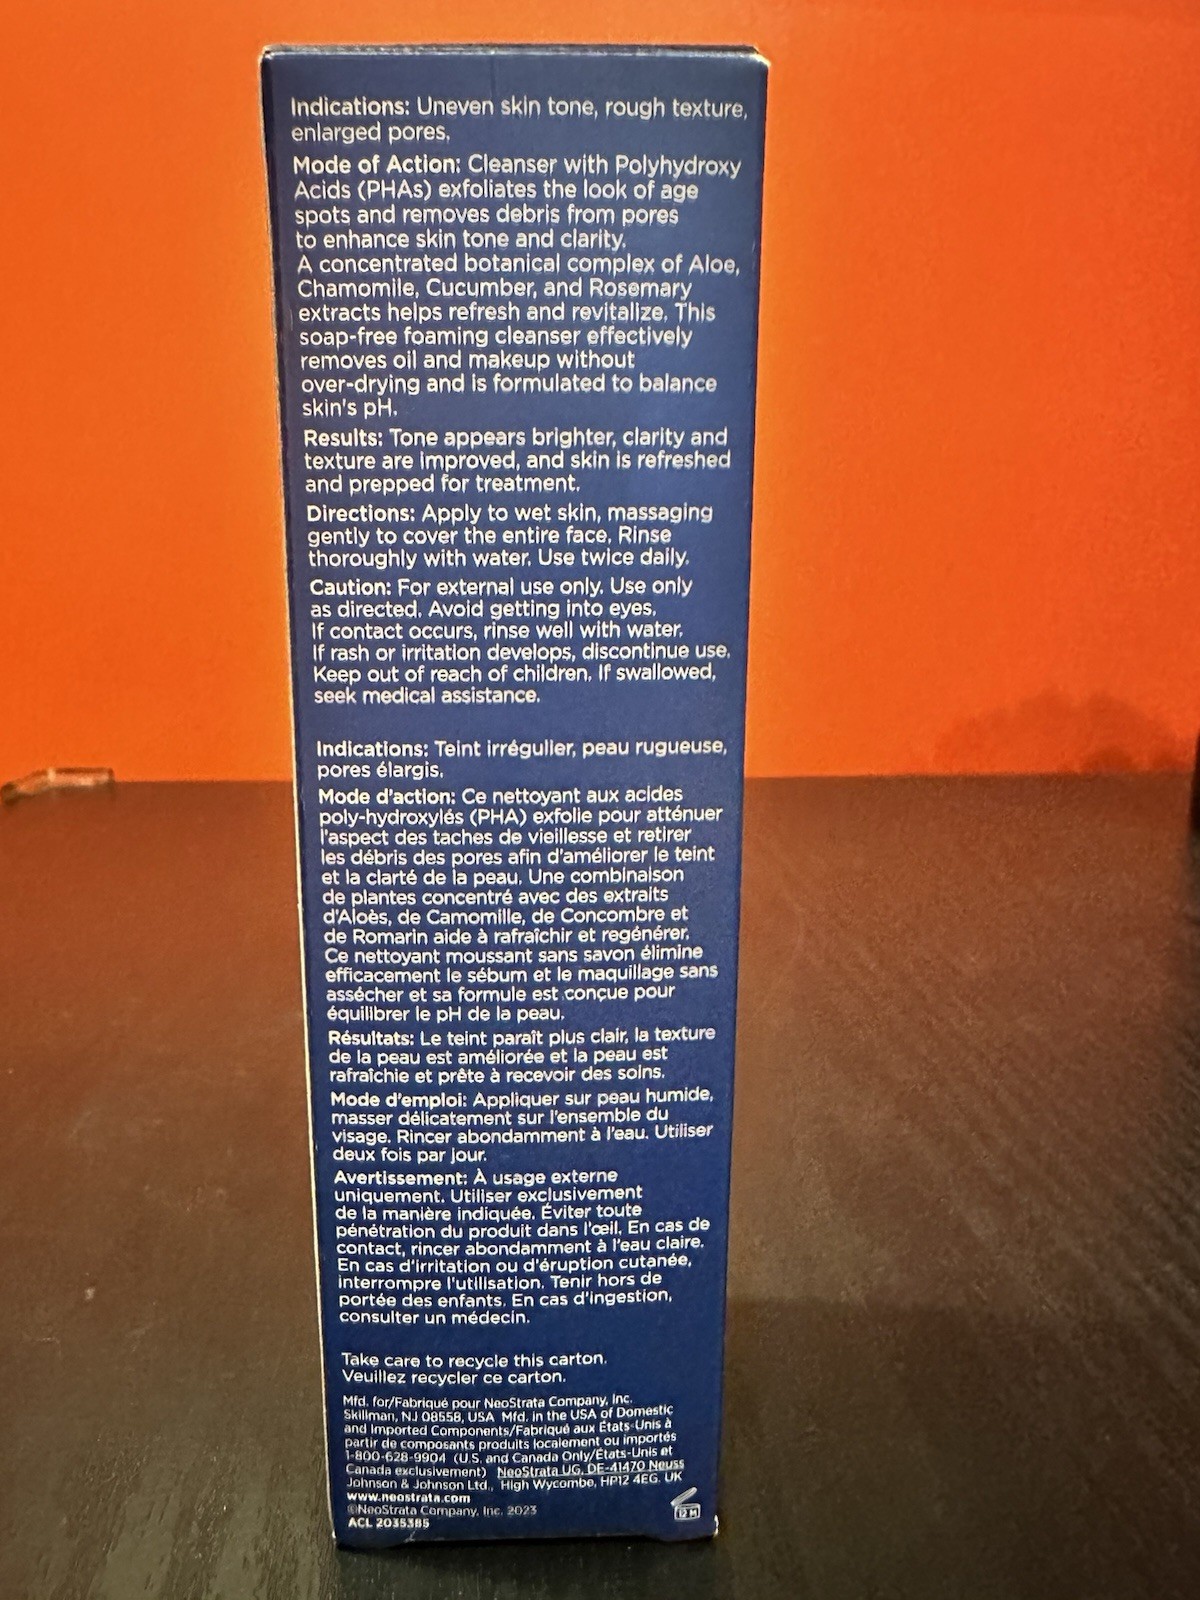 Indications: Uneven skin tone, rough texture,
enlarged pores.
Mode of Action: Cleanser with Polyhydroxy
Acids (PHAs) exfoliates the look of age
spots and removes debris from pores
to enhance skin tone and clarity.
A concentrated botanical complex of Aloe,
Chamomile, Cucumber, and Rosemary
extracts helps refresh and revitalize. This
soap-free foaming cleanser effectively
removes oil and makeup without
over-drying and is formulated to balance
skin's pH.
Results: Tone appears brighter, clarity and
texture are improved, and skin is refreshed
and prepped for treatment.
Directions: Apply to wet skin, massaging
gently to cover the entire face. Rinse
thoroughly with water. Use twice daily.
Caution: For external use only. Use only
as directed. Avoid getting into eyes.
If contact occurs, rinse well with water.
If rash or irritation develops, discontinue use.
Keep out of reach of children. If swallowed,
seek medical assistance.
Indications: Teint irrégulier, peau rugueuse,
pores élargis.
Mode d'action: Ce nettoyant aux acides
poly-hydroxylés (PHA) exfolie pour atténuer
l'aspect des taches de vieillesse et retirer
les débris des pores afin d'améliorer le teint
et la clarté de la peau. Une combinaison
de plantes concentré avec des extraits
d'Aloès, de Camomille, de Concombre et
de Romarin aide à rafraîchir et regénérer.
Ce nettoyant moussant sans savon élimine
efficacement le sébum et le maquillage sans
assécher et sa formule est conçue pour
équilibrer le pH de la peau.
Résultats: Le teint paraît plus clair, la texture
de la peau est améliorée et la peau est
rafraîchie et prête à recevoir des soins.
Mode d'emploi: Appliquer sur peau humide,
masser délicatement sur l'ensemble du
visage. Rincer abondamment à l'eau. Utiliser
deux fois par jour.
Avertissement: À usage externe
uniquement. Utiliser exclusivement
de la manière indiquée. Éviter toute
pénétration du produit dans l'œil. En cas de
contact, rincer abondamment à l'eau claire.
En cas d'irritation ou d'éruption cutanée,
interrompre l'utilisation. Tenir hors de
portée des enfants. En cas d'ingestion,
consulter un médecin.
Take care to recycle this carton.
Veuillez recycler ce carton.
Mfd. for/Fabriqué pour NeoStrata Company, Inc.
Skillman, NJ 08558, USA Mfd. in the USA of Domestic
and Imported Components/Fabriqué aux États-Unis à
partir de composants produits localement ou importés
1-800-628-9904 (U.S. and Canada Only/États-Unis et
Canada exclusivement) NeoStrata UG, DE-41470 Neuss
Johnson & Johnson Ltd., High Wycombe, HP12 4EG. UK
www.neostrata.com
©NeoStrata Company, Inc. 2023
ACL 2035385
12 M